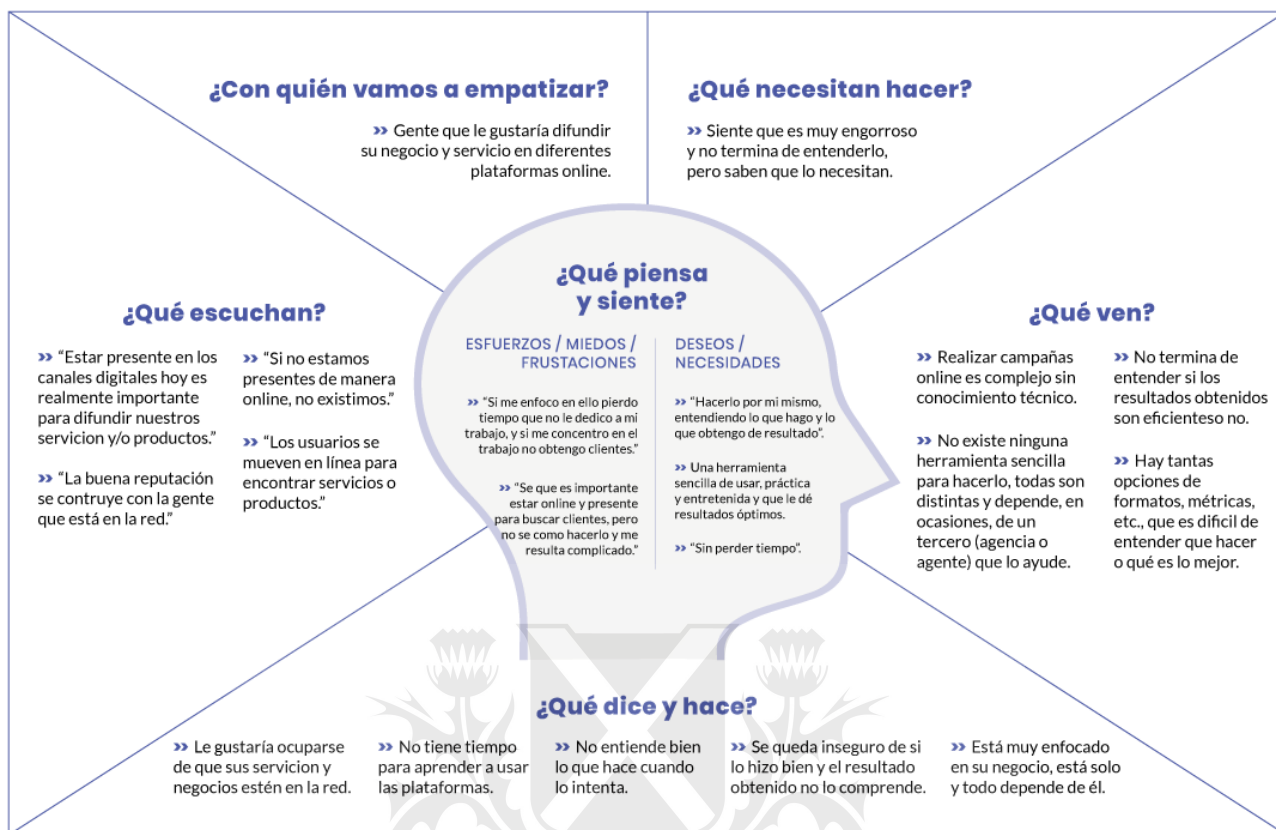 ¿Con quién vamos a empatizar?
›› Gente que le gustaría difundir
su negocio y servicio en diferentes
plataformas online.
¿Qué necesitan hacer?
›› Siente que es muy engorroso
y no termina de entenderlo,
pero saben que lo necesitan.
¿Qué escuchan?
›› “Estar presente en los
canales digitales hoy es
realmente importante
para difundir nuestros
servicion y/o productos.”
›› “La buena reputación
se contruye con la gente
que está en la red.”
›› “Si no estamos
presentes de manera
online, no existimos.”
›› “Los usuarios se
mueven en línea para
encontrar servicios o
productos.”
¿Qué piensa
y siente?
ESFUERZOS / MIEDOS /
FRUSTACIONES
›› “Si me enfoco en ello pierdo
tiempo que no le dedico a mi
trabajo, y si me concentro en el
trabajo no obtengo clientes.”
›› “Se que es importante
estar online y presente
para buscar clientes, pero
no se como hacerlo y me
resulta complicado.”
DESEOS /
NECESIDADES
›› “Hacerlo por mi mismo,
entendiendo lo que hago y lo
que obtengo de resultado”.
›› Una herramienta
sencilla de usar, práctica
y entretenida y que le dé
resultados óptimos.
›› “Sin perder tiempo”.
¿Qué ven?
›› Realizar campañas
online es complejo sin
conocimiento técnico.
›› No existe ninguna
herramienta sencilla
para hacerlo, todas son
distintas y depende, en
ocasiones, de un
tercero (agencia o
agente) que lo ayude.
›› No termina de
entender si los
resultados obtenidos
son eficienteso no.
›› Hay tantas
opciones de
formatos, métricas,
etc., que es dificil de
entender que hacer
o qué es lo mejor.
¿Qué dice y hace?
›› Le gustaría ocuparse
de que sus servicion y
negocios estén en la red.
›› No tiene tiempo
para aprender a usar
las plataformas.
›› No entiende bien
lo que hace cuando
lo intenta.
›› Se queda inseguro de si
lo hizo bien y el resultado
obtenido no lo comprende.
›› Está muy enfocado
en su negocio, está solo
y todo depende de él.